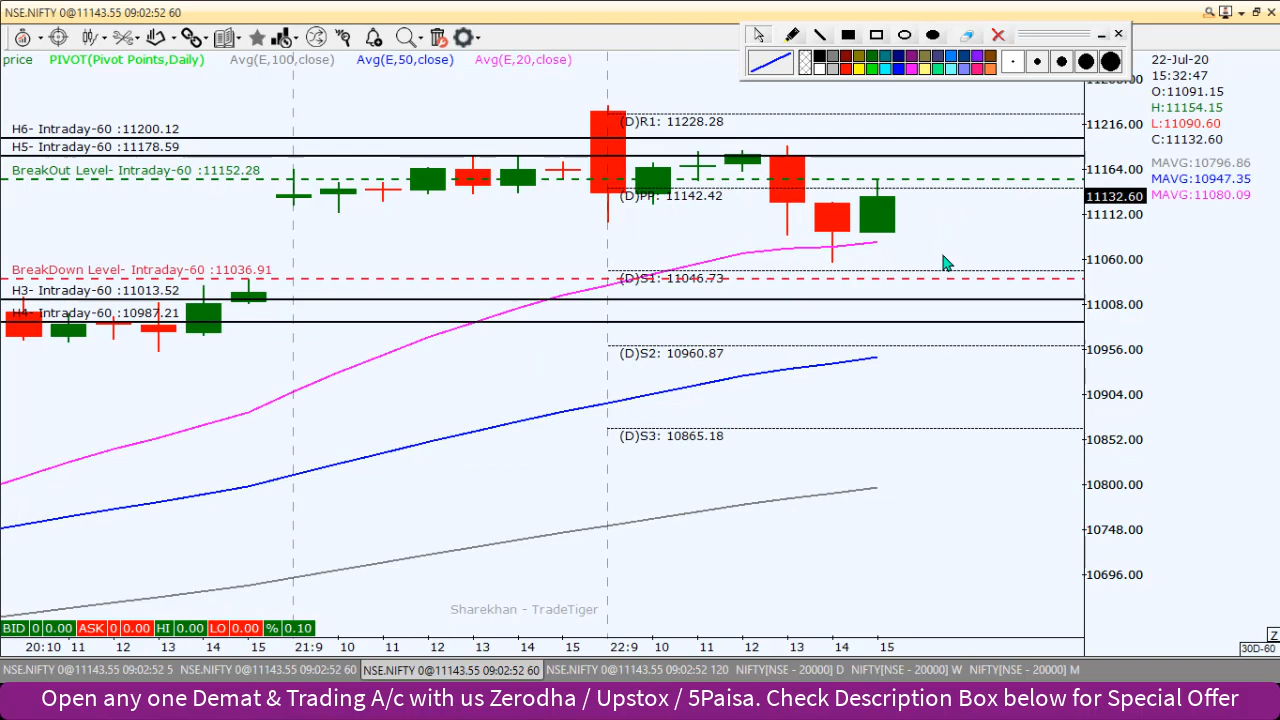 NSE.NIFTY 0@11143.55 09:02:52 60
price PIVOT(Pivot Points,Daily) Avg(E,100,close) Avg(E,50,close) Avg(E,20,close)
22-Jul-20
15:32:47
O:11091.15
H:11154.15
L:11090.60
C:11132.60
MAVG:10796.86
MAVG:10947.35
MAVG:11080.09
H6- Intraday-60 :11200.12
H5- Intraday-60 :11178.59
BreakOut Level- Intraday-60 :11152.28
BreakDown Level- Intraday-60 :11036.91
H3- Intraday-60 :11013.52
H4- Intraday-60 :10987.21
(D)R1: 11228.28
(D)PP: 11142.42
(D)S1: 11046.73
(D)S2: 10960.87
(D)S3: 10865.18
11216.00
11164.00
11132.60
11112.00
11060.00
11008.00
10956.00
10904.00
10852.00
10800.00
10748.00
10696.00
Sharekhan - TradeTiger
BID 0 0.00 ASK 0 0.00 HI 0.00 LO 0.00 % 0.10
20:10 11 12 13 14 15 21:9 10 11 12 13 14 15 22:9 10 11 12 13 14 15
Z
30D-60
NSE.NIFTY 0@11143.55 09:02:52 5 NSE.NIFTY 0@11143.55 09:02:52 60 NSE.NIFTY 0@11143.55 09:02:52 60 NSE.NIFTY 0@11143.55 09:02:52 120 NIFTY[NSE - 20000] D NIFTY[NSE - 20000] W NIFTY[NSE - 20000] M
Open any one Demat & Trading A/c with us Zerodha / Upstox / 5Paisa. Check Description Box below for Special Offer